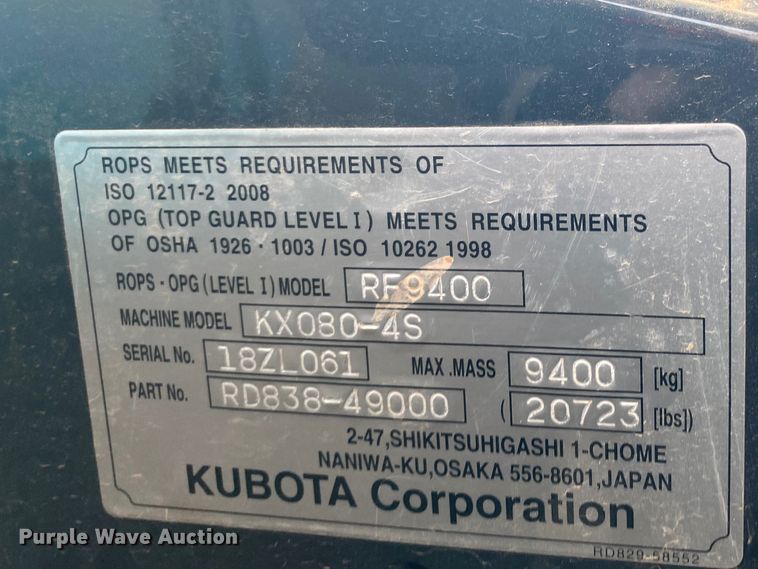 ROPS MEETS REQUIREMENTS OF
ISO 12117-2 2008
OPG (TOP GUARD LEVEL I) MEETS REQUIREMENTS
OF OSHA 1926・1003 / ISO 10262 1998
ROPS・OPG (LEVEL I) MODEL RF9400
MACHINE MODEL KX080-4S
SERIAL No. 18ZL061 MAX .MASS 9400 [kg]
PART No. RD838-49000 ( 20723 [lbs])
2-47,SHIKITSUHIGASHI 1-CHOME
NANIWA-KU,OSAKA 556-8601,JAPAN
KUBOTA Corporation
RD829-58552
Purple Wave Auction